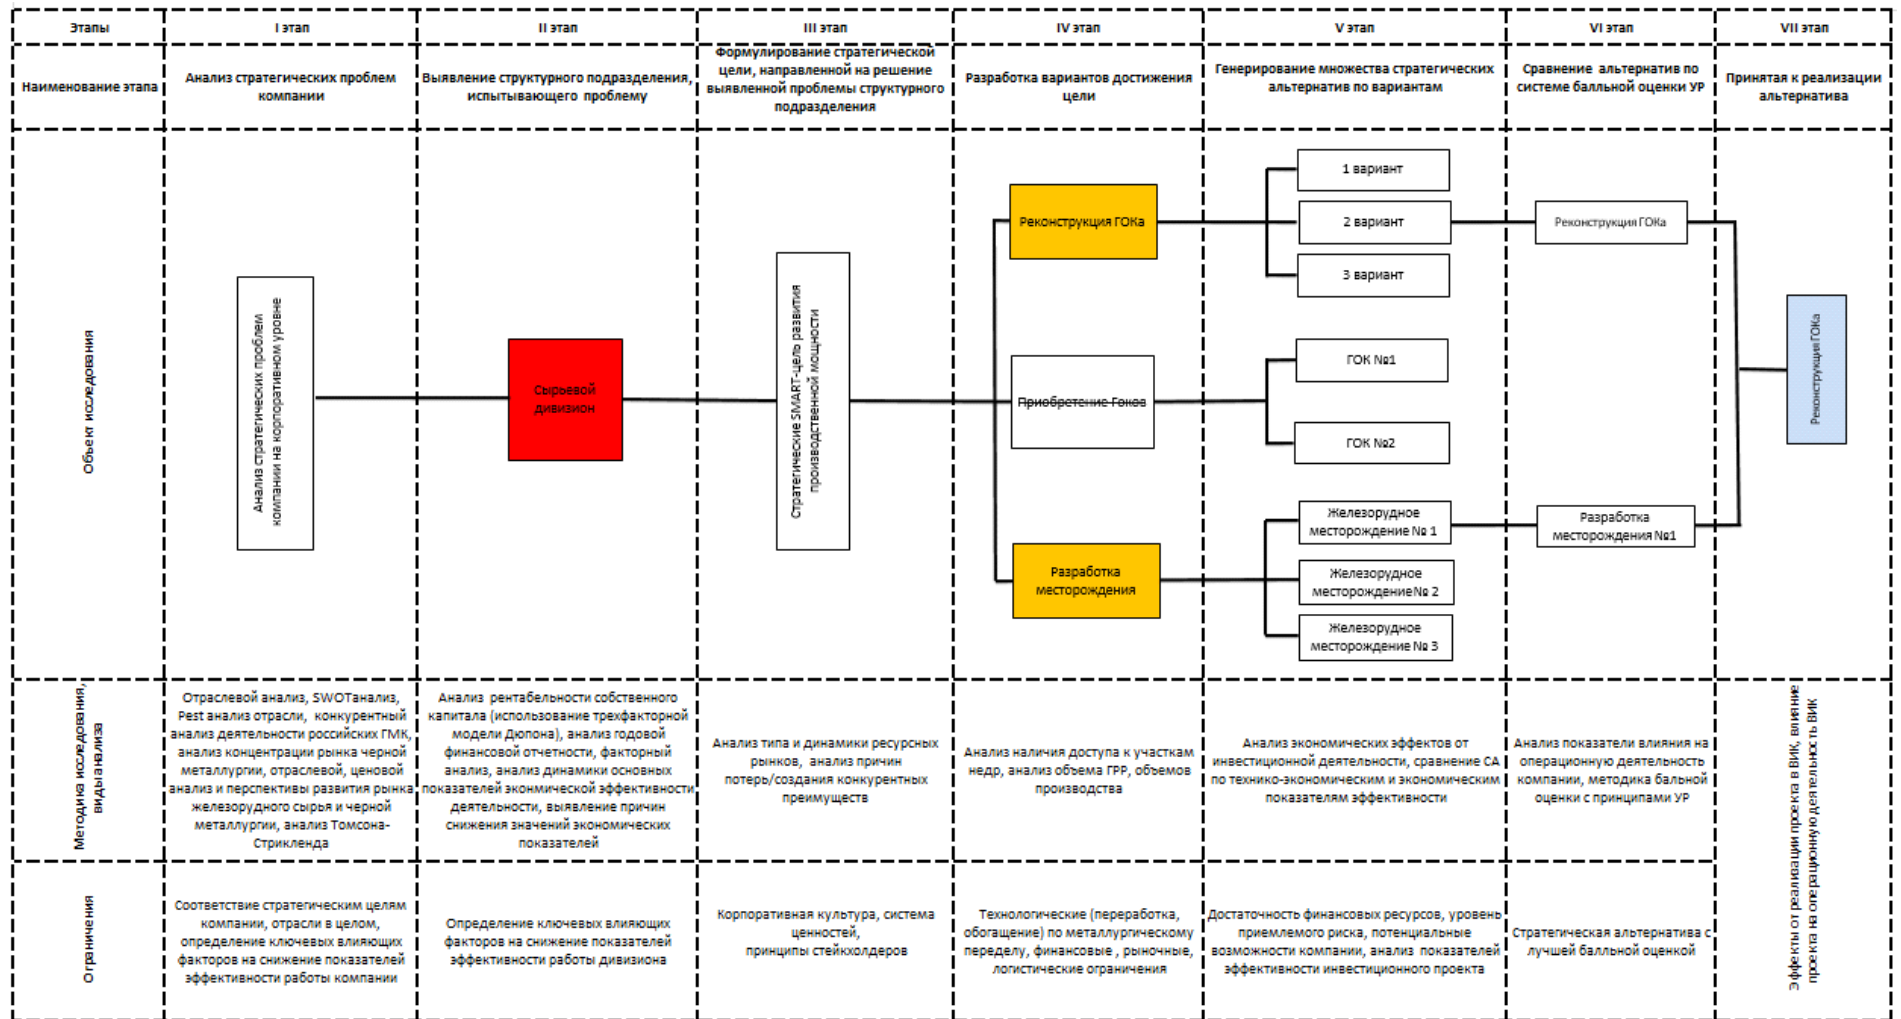 Этапы
I этап
II этап
III этап
IV этап
V этап
VI этап
VII этап
Наименование этапа
Анализ стратегических проблем
компании
Выявление структурного подразделения,
испытывающего проблему
Формулирование стратегической
цели, направленной на решение
выявленной проблемы структурного
подразделения
Разработка вариантов достижения
цели
Генерирование множества стратегических
альтернатив по вариантам
Сравнение альтернатив по
системе балльной оценки УР
Принятая к реализации
альтернатива
Объект исследования
Анализ стратегических проблем
компании на корпоративном уровне
Сырьевой
дивизион
Стратегические SMART-цель развития
производственной мощности
Реконструкция ГОКа
Приобретение Гоков
Разработка
месторождения
1 вариант
2 вариант
3 вариант
ГОК №1
ГОК №2
Железорудное
месторождение № 1
Железорудное
месторождение № 2
Железорудное
месторождение № 3
Реконструкция ГОКа
Разработка
месторождения №1
Реконструкция ГОКа
Методика исследования,
виды анализа
Отраслевой анализ, SWOTанализ,
Pest анализ отрасли, конкурентный
анализ деятельности российских ГМК,
анализ концентрации рынка черной
металлургии, отраслевой, ценовой
анализ и перспективы развития рынка
железорудного сырья и черной
металлургии, анализ Томсона-
Стрикленда
Анализ рентабельности собственного
капитала (использование трехфакторной
модели Дюпона), анализ годовой
финансовой отчетности, факторный
анализ, анализ динамики основных
показателей экномической эффективности
деятельности, выявление причин
снижения значений экономических
показателей
Анализ типа и динамики ресурсных
рынков, анализ причин
потерь/создания конкурентных
преимуществ
Анализ наличия доступа к участкам
недр, анализ объема ГРР, объемов
производства
Анализ экономических эффектов от
инвестиционной деятельности, сравнение СА
по технико-экономическим и экономическим
показателям эффективности
Анализ показатели влияния на
операционную деятельность
компании, методика бальной
оценки с принципами УР
Эффекты от реализации проекта в ВИК, влияние
проекта на операционную деятельность ВИК
Ограничения
Соответствие стратегическим целям
компании, отрасли в целом,
определение ключевых влияющих
факторов на снижение показателей
эффективности работы компании
Определение ключевых влияющих
факторов на снижение показателей
эффективности работы дивизиона
Корпоративная культура, система
ценностей,
принципы стейкхолдеров
Технологические (переработка,
обогащение) по металлургическому
переделу, финансовые , рыночные,
логистические ограничения
Достаточность финансовых ресурсов, уровень
приемлемого риска, потенциальные
возможности компании, анализ показателей
эффективности инвестиционного проекта
Стратегическая альтернатива с
лучшей балльной оценкой